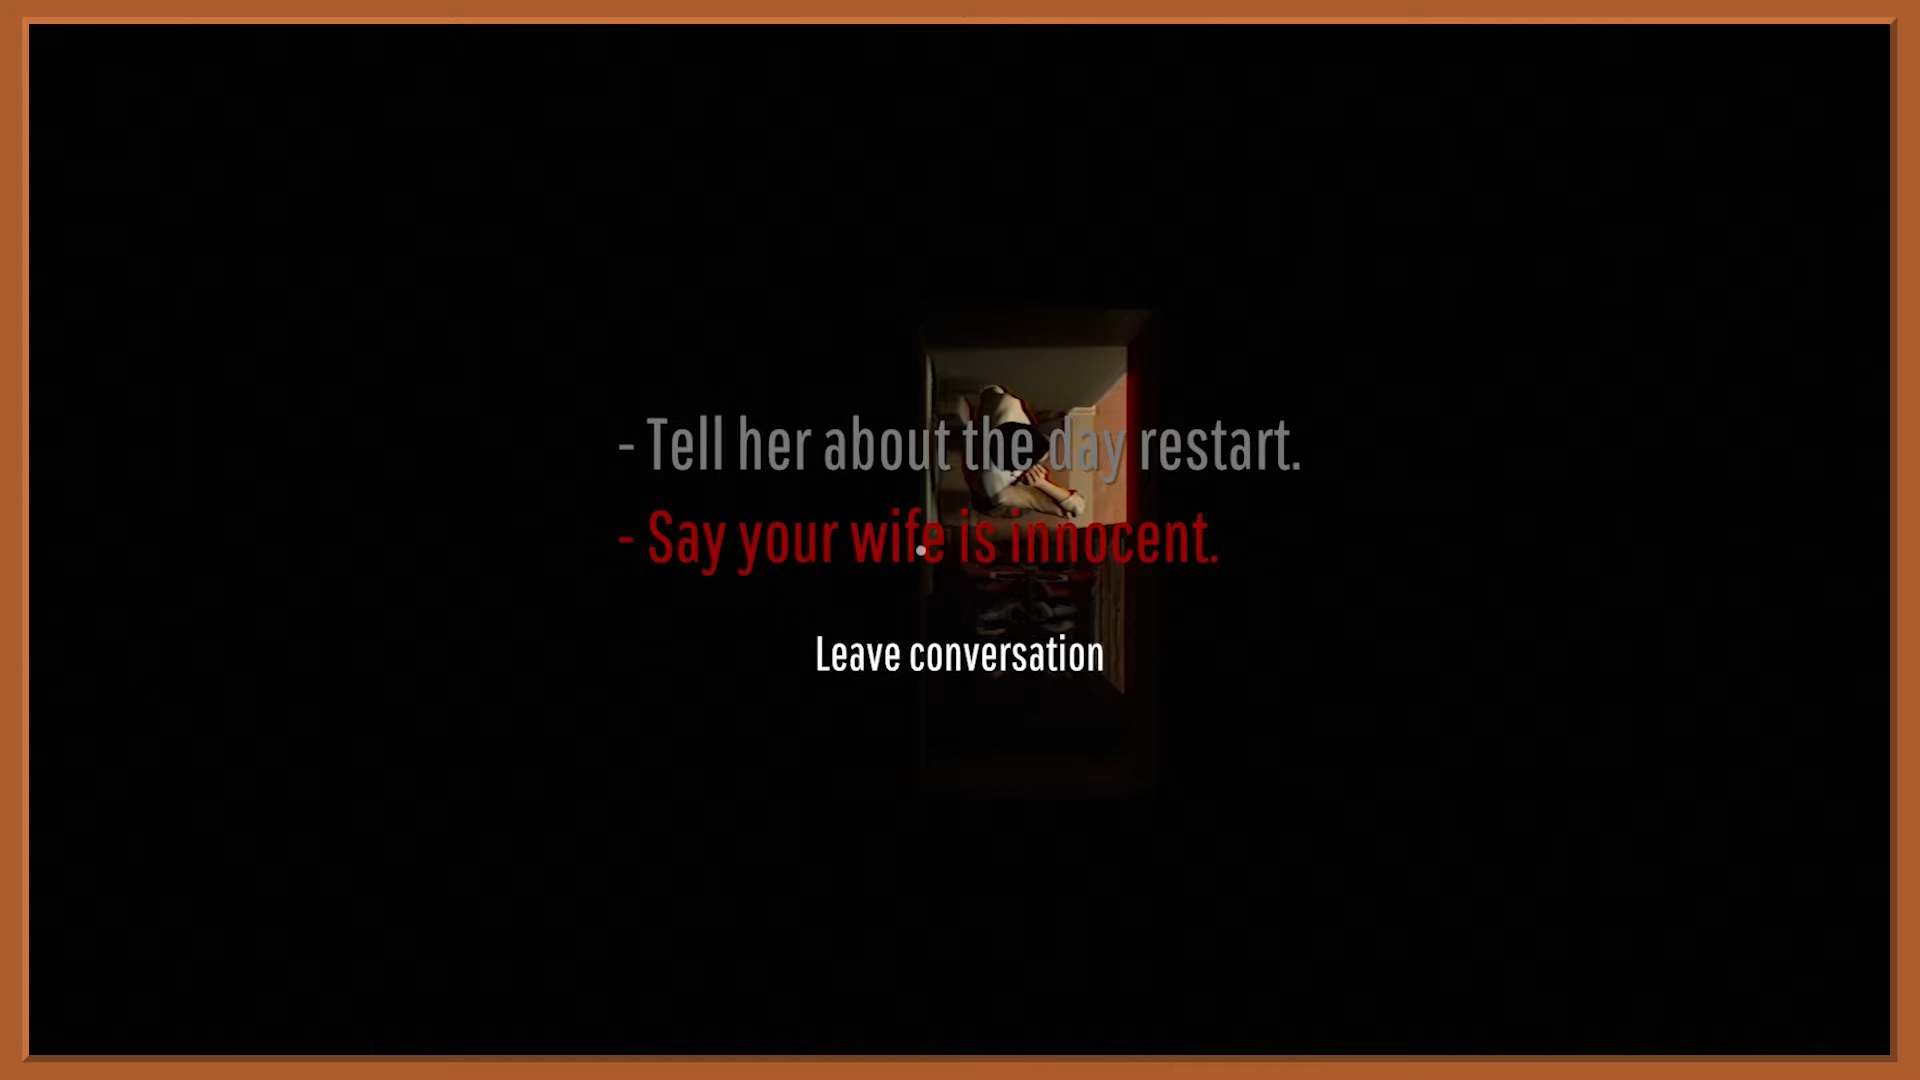 - Tell her about the day restart.
- Say your wife is innocent.
Leave conversation